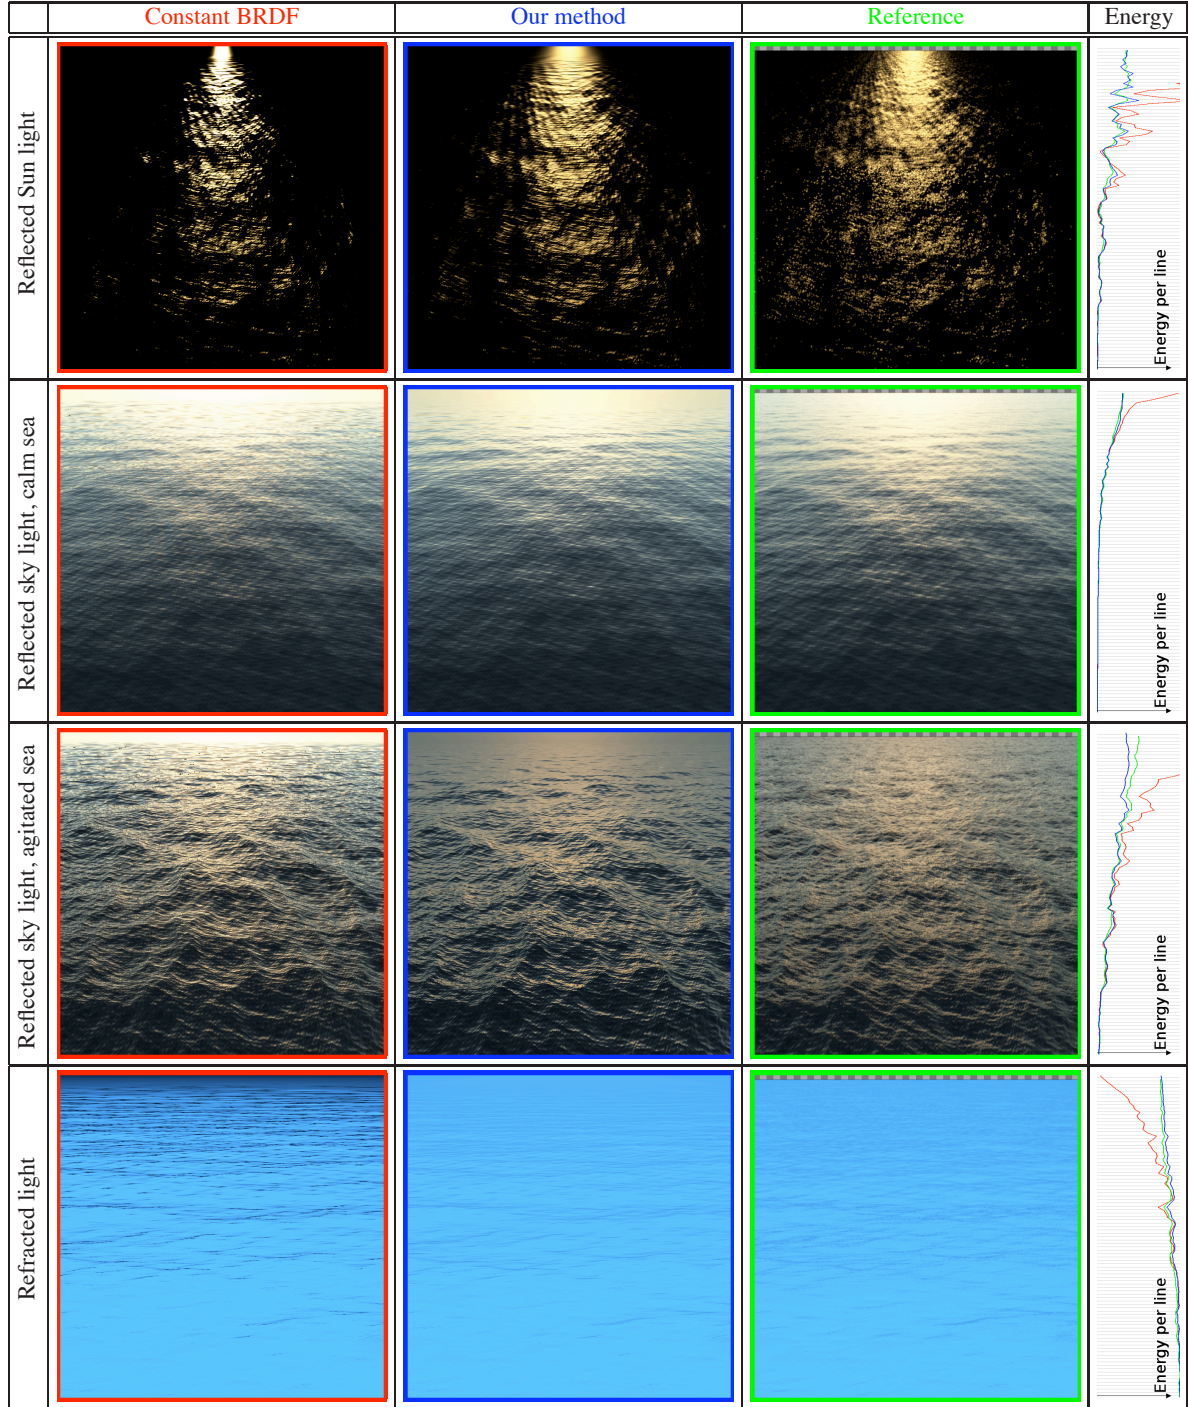 Constant BRDF
Our method
Reference
Energy
Reflected Sun light
Energy per line
Reflected sky light, calm sea
Energy per line
Reflected sky light, agitated sea
Energy per line
Refracted light
Energy per line